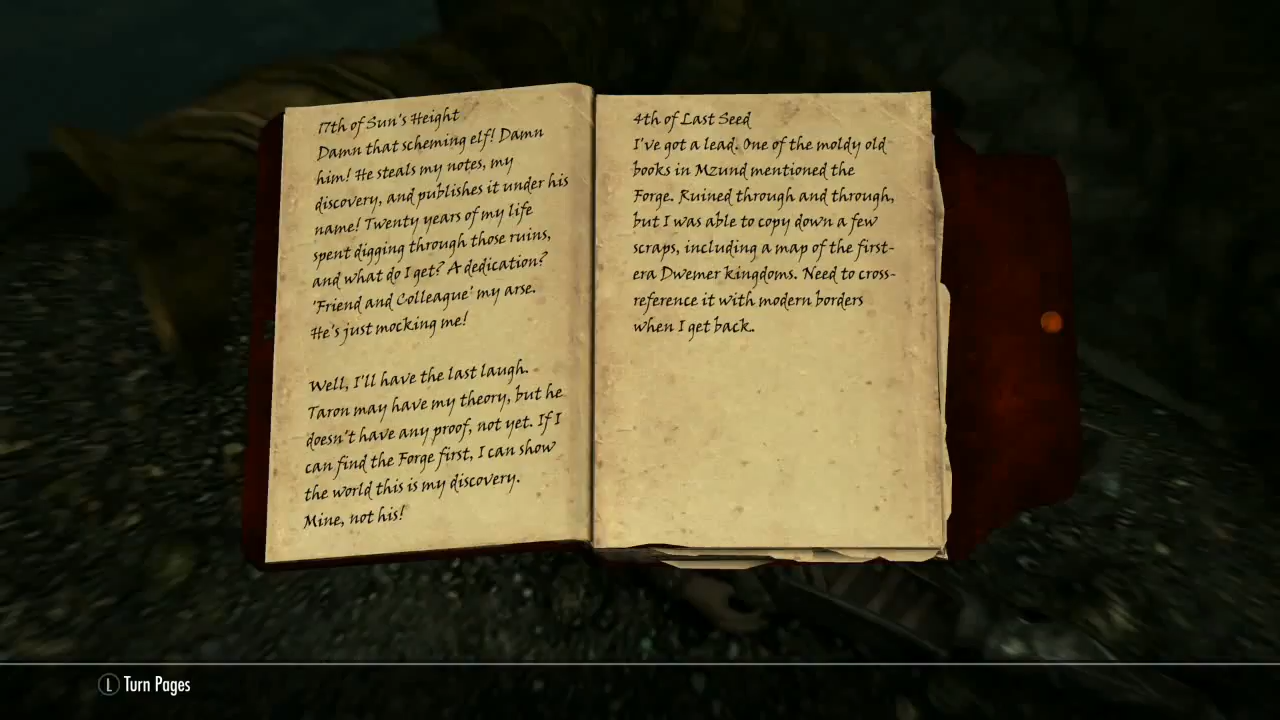 17th of Sun's Height
Damn that scheming elf! Damn
him! He steals my notes, my
discovery, and publishes it under his
name! Twenty years of my life
spent digging through those ruins,
and what do I get? A dedication?
'Friend and Colleague' my arse.
He's just mocking me!
Well, I'll have the last laugh.
Taron may have my theory, but he
doesn't have any proof, not yet. If I
can find the Forge first, I can show
the world this is my discovery.
Mine, not his!
4th of Last Seed
I've got a lead. One of the moldy old
books in Mzund mentioned the
Forge. Ruined through and through,
but I was able to copy down a few
scraps, including a map of the first-
era Dwemer kingdoms. Need to cross-
reference it with modern borders
when I get back.
L Turn Pages